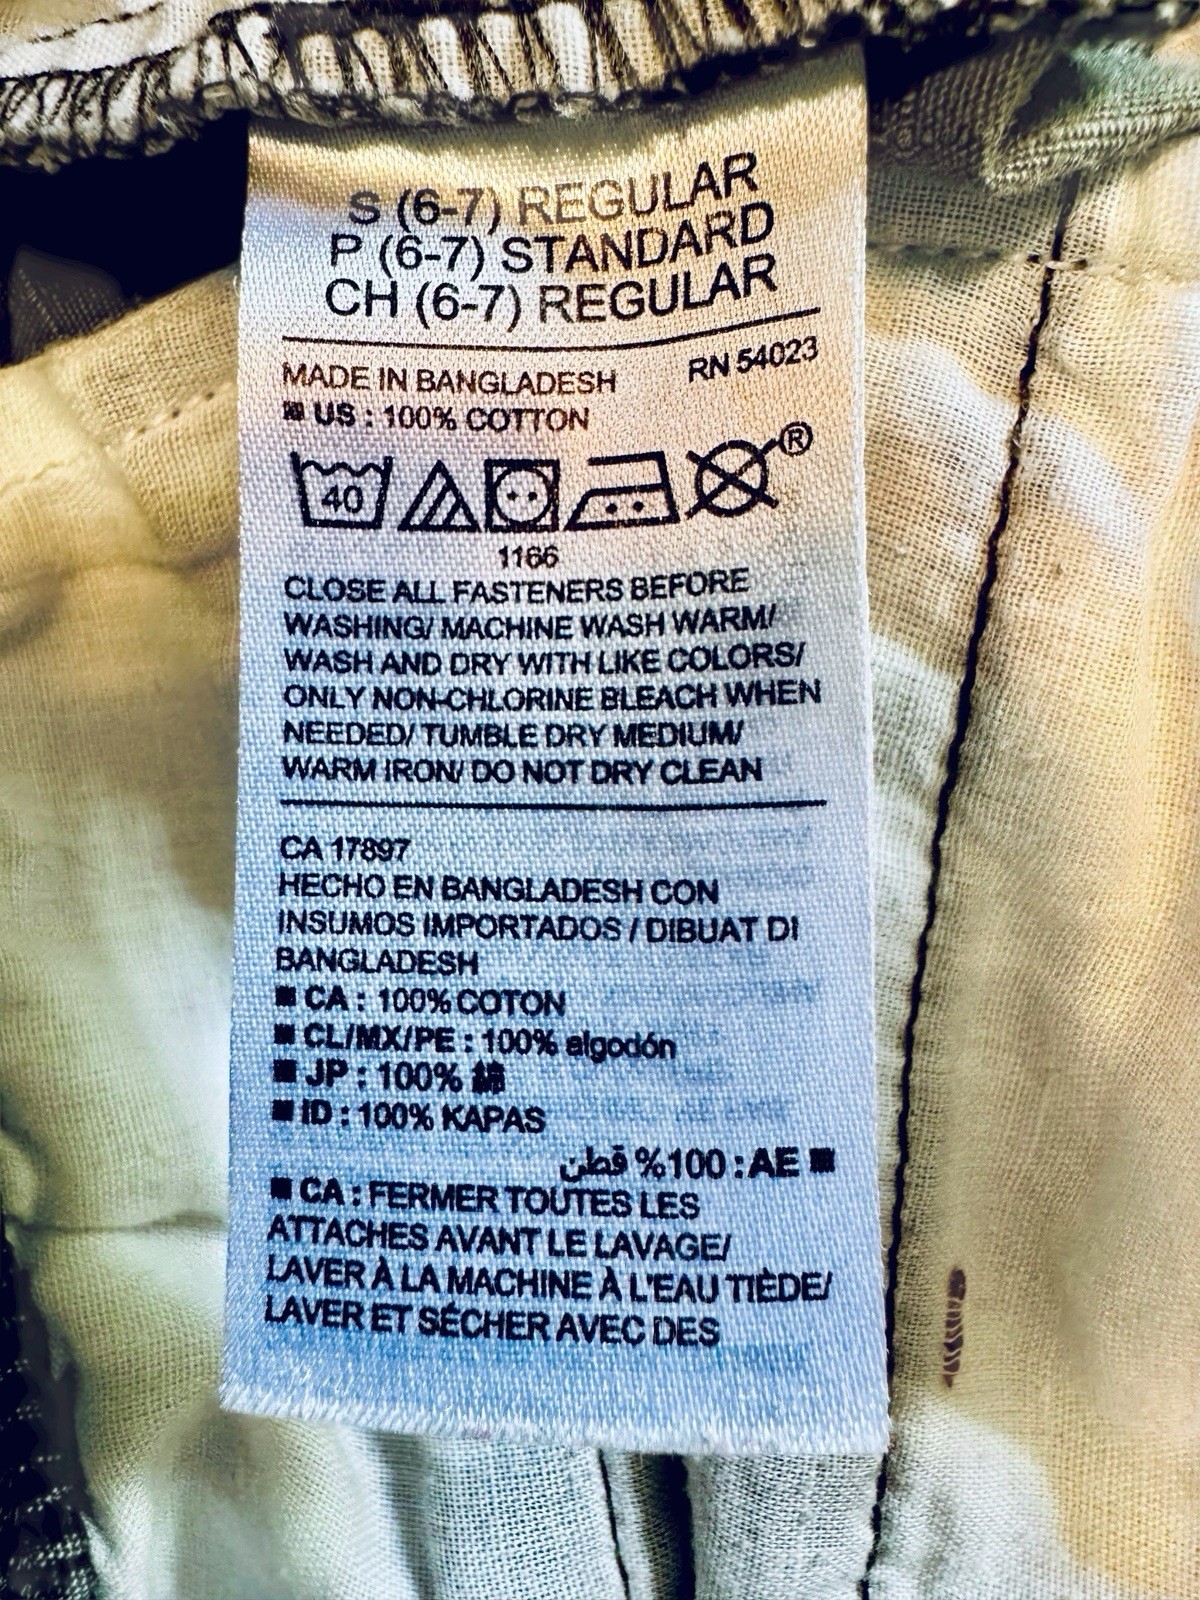 S (6-7) REGULAR
P (6-7) STANDARD
CH (6-7) REGULAR
MADE IN BANGLADESH RN 54023
■ US : 100% COTTON
40 ®
1166
CLOSE ALL FASTENERS BEFORE
WASHING/ MACHINE WASH WARM/
WASH AND DRY WITH LIKE COLORS/
ONLY NON-CHLORINE BLEACH WHEN
NEEDED/ TUMBLE DRY MEDIUM/
WARM IRON/ DO NOT DRY CLEAN
CA 17897
HECHO EN BANGLADESH CON
INSUMOS IMPORTADOS / DIBUAT DI
BANGLADESH
■ CA : 100% COTON
■ CL/MX/PE : 100% algodón
■ JP : 100% 綿
■ ID : 100% KAPAS
■ AE: 100% قطن
■ CA : FERMER TOUTES LES
ATTACHES AVANT LE LAVAGE/
LAVER À LA MACHINE À L'EAU TIÈDE/
LAVER ET SÉCHER AVEC DES